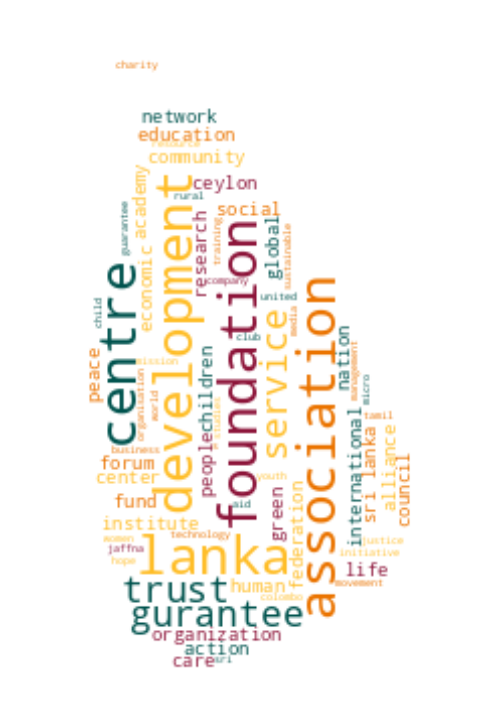 charity
network
education
resource
community
ceylon
rural
academy
social
guarantee
development
research
training
global
sustainable
economic
foundation
company
centre
united
child
association
media
service
club
nation
peace
children
mission
management
micro
organisation
world
studies
tamil
people
international
sri lanka
alliance
council
business
forum
center
youth
fund
aid
green
federation
institute
technology
women
jaffna
hope
lanka
justice
initiative
life
movement
trust
human
colombo
gurantee
organization
action
care
sri